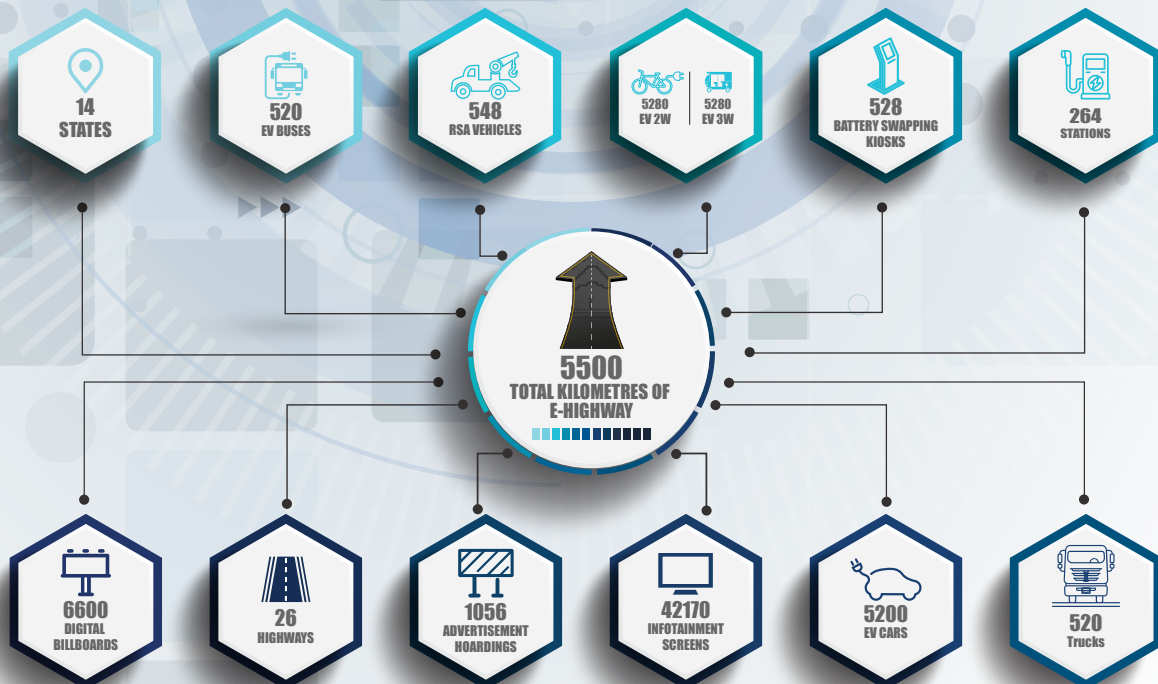 14
STATES
520
EV BUSES
548
RSA VEHICLES
5280
EV 2W
5280
EV 3W
528
BATTERY SWAPPING
KIOSKS
264
STATIONS
5500
TOTAL KILOMETRES OF
E-HIGHWAY
6600
DIGITAL
BILLBOARDS
26
HIGHWAYS
1056
ADVERTISEMENT
HOARDINGS
42170
INFOTAINMENT
SCREENS
5200
EV CARS
520
Trucks